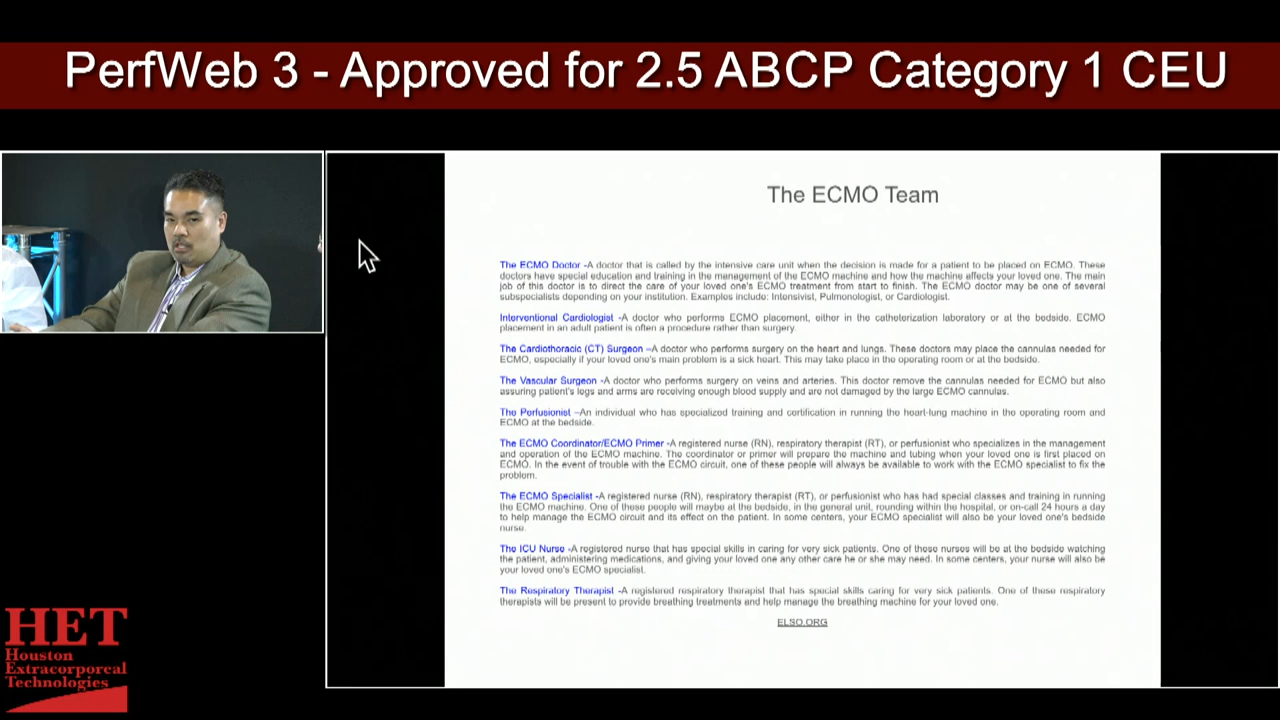 PerfWeb 3 - Approved for 2.5 ABCP Category 1 CEU
The ECMO Team
The ECMO Doctor -A doctor that is called by the intensive care unit when the decision is made for a patient to be placed on ECMO. These
doctors have special education and training in the management of the ECMO machine and how the machine affects your loved one. The main
job of this doctor is to direct the care of your loved one's ECMO treatment from start to finish. The ECMO doctor may be one of several
subspecialists depending on your institution. Examples include: Intensivist, Pulmonologist, or Cardiologist.
Interventional Cardiologist -A doctor who performs ECMO placement, either in the catheterization laboratory or at the bedside. ECMO
placement in an adult patient is often a procedure rather than surgery.
The Cardiothoracic (CT) Surgeon –A doctor who performs surgery on the heart and lungs. These doctors may place the cannulas needed for
ECMO, especially if your loved one's main problem is a sick heart. This may take place in the operating room or at the bedside.
The Vascular Surgeon -A doctor who performs surgery on veins and arteries. This doctor remove the cannulas needed for ECMO but also
assuring patient's legs and arms are receiving enough blood supply and are not damaged by the large ECMO cannulas.
The Perfusionist –An individual who has specialized training and certification in running the heart-lung machine in the operating room and
ECMO at the bedside.
The ECMO Coordinator/ECMO Primer -A registered nurse (RN), respiratory therapist (RT), or perfusionist who specializes in the management
and operation of the ECMO machine. The coordinator or primer will prepare the machine and tubing when your loved one is first placed on
ECMO. In the event of trouble with the ECMO circuit, one of these people will always be available to work with the ECMO specialist to fix the
problem.
The ECMO Specialist -A registered nurse (RN), respiratory therapist (RT), or perfusionist who has had special classes and training in running
the ECMO machine. One of these people will maybe at the bedside, in the general unit, rounding within the hospital, or on-call 24 hours a day
to help manage the ECMO circuit and its effect on the patient. In some centers, your ECMO specialist will also be your loved one's bedside
nurse.
The ICU Nurse -A registered nurse that has special skills in caring for very sick patients. One of these nurses will be at the bedside watching
the patient, administering medications, and giving your loved one any other care he or she may need. In some centers, your nurse will also be
your loved one's ECMO specialist.
The Respiratory Therapist -A registered respiratory therapist that has special skills caring for very sick patients. One of these respiratory
therapists will be present to provide breathing treatments and help manage the breathing machine for your loved one.
ELSO.ORG
HET
Houston
Extracorporeal
Technologies